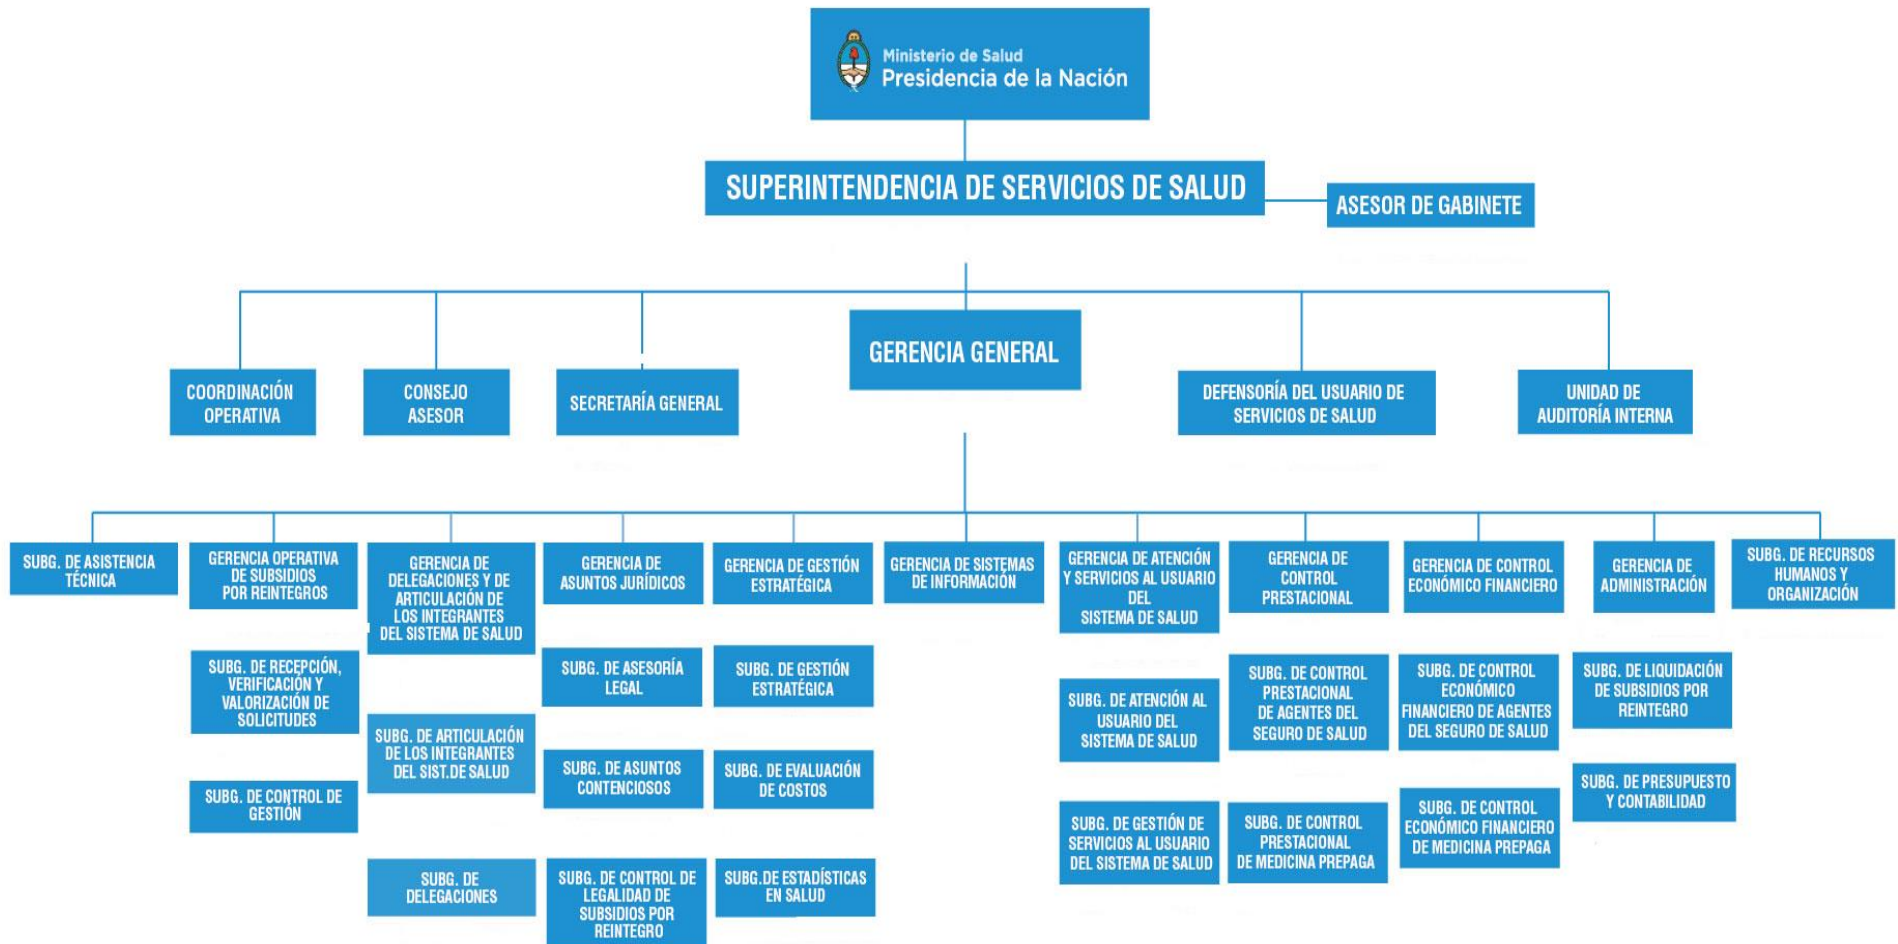 Ministerio de Salud
Presidencia de la Nación
SUPERINTENDENCIA DE SERVICIOS DE SALUD
ASESOR DE GABINETE
COORDINACIÓN
OPERATIVA
CONSEJO
ASESOR
SECRETARÍA GENERAL
GERENCIA GENERAL
DEFENSORÍA DEL USUARIO DE
SERVICIOS DE SALUD
UNIDAD DE
AUDITORÍA INTERNA
SUBG. DE ASISTENCIA
TÉCNICA
GERENCIA OPERATIVA
DE SUBSIDIOS
POR REINTEGROS
SUBG. DE RECEPCIÓN,
VERIFICACIÓN Y
VALORIZACIÓN DE
SOLICITUDES
SUBG. DE CONTROL DE
GESTIÓN
GERENCIA DE
DELEGACIONES Y DE
ARTICULACIÓN DE
LOS INTEGRANTES
DEL SISTEMA DE SALUD
SUBG. DE ARTICULACIÓN
DE LOS INTEGRANTES
DEL SIST.DE SALUD
SUBG. DE
DELEGACIONES
GERENCIA DE
ASUNTOS JURÍDICOS
SUBG. DE ASESORÍA
LEGAL
SUBG. DE ASUNTOS
CONTENCIOSOS
SUBG. DE CONTROL DE
LEGALIDAD DE
SUBSIDIOS POR
REINTEGRO
GERENCIA DE GESTIÓN
ESTRATÉGICA
SUBG. DE GESTIÓN
ESTRATÉGICA
SUBG. DE EVALUACIÓN
DE COSTOS
SUBG.DE ESTADÍSTICAS
EN SALUD
GERENCIA DE SISTEMAS
DE INFORMACIÓN
GERENCIA DE ATENCIÓN
Y SERVICIOS AL USUARIO
DEL
SISTEMA DE SALUD
SUBG. DE ATENCIÓN AL
USUARIO DEL
SISTEMA DE SALUD
SUBG. DE GESTIÓN DE
SERVICIOS AL USUARIO
DEL SISTEMA DE SALUD
GERENCIA DE
CONTROL
PRESTACIONAL
SUBG. DE CONTROL
PRESTACIONAL
DE AGENTES DEL
SEGURO DE SALUD
SUBG. DE CONTROL
PRESTACIONAL
DE MEDICINA PREPAGA
GERENCIA DE CONTROL
ECONÓMICO FINANCIERO
SUBG. DE CONTROL
ECONÓMICO
FINANCIERO DE AGENTES
DEL SEGURO DE SALUD
SUBG. DE CONTROL
ECONÓMICO FINANCIERO
DE MEDICINA PREPAGA
GERENCIA DE
ADMINISTRACIÓN
SUBG. DE LIQUIDACIÓN
DE SUBSIDIOS POR
REINTEGRO
SUBG. DE PRESUPUESTO
Y CONTABILIDAD
SUBG. DE RECURSOS
HUMANOS Y
ORGANIZACIÓN